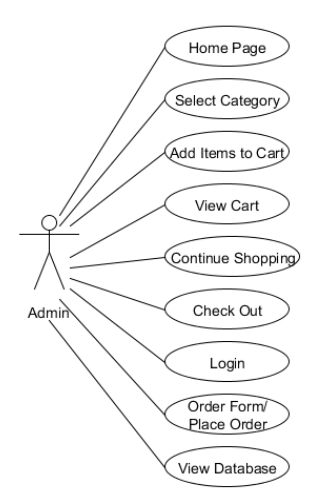 Home Page
Select Category
Add Items to Cart
View Cart
Continue Shopping
Admin
Check Out
Login
Order Form/
Place Order
View Database